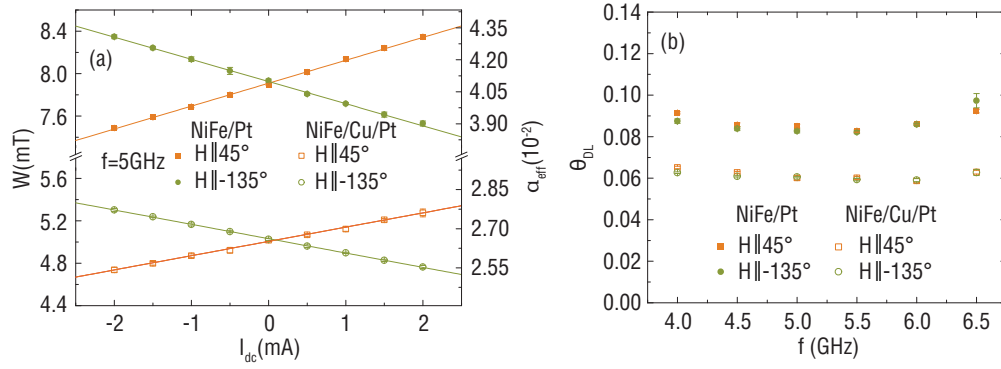 (a)
W(mT)
8.4
8.0
7.6
5.6
5.2
4.8
4.4
4.35
4.20
4.05
3.90
2.85
2.70
2.55
α_eff(10^-2)
NiFe/Pt NiFe/Cu/Pt
f=5GHz
H∥45° H∥45°
H∥-135° H∥-135°
-2 -1 0 1 2
I_dc(mA)
(b)
θ_DL
0.14
0.12
0.10
0.08
0.06
0.04
0.02
0.00
NiFe/Pt NiFe/Cu/Pt
H∥45° H∥45°
H∥-135° H∥-135°
4.0 4.5 5.0 5.5 6.0 6.5
f (GHz)